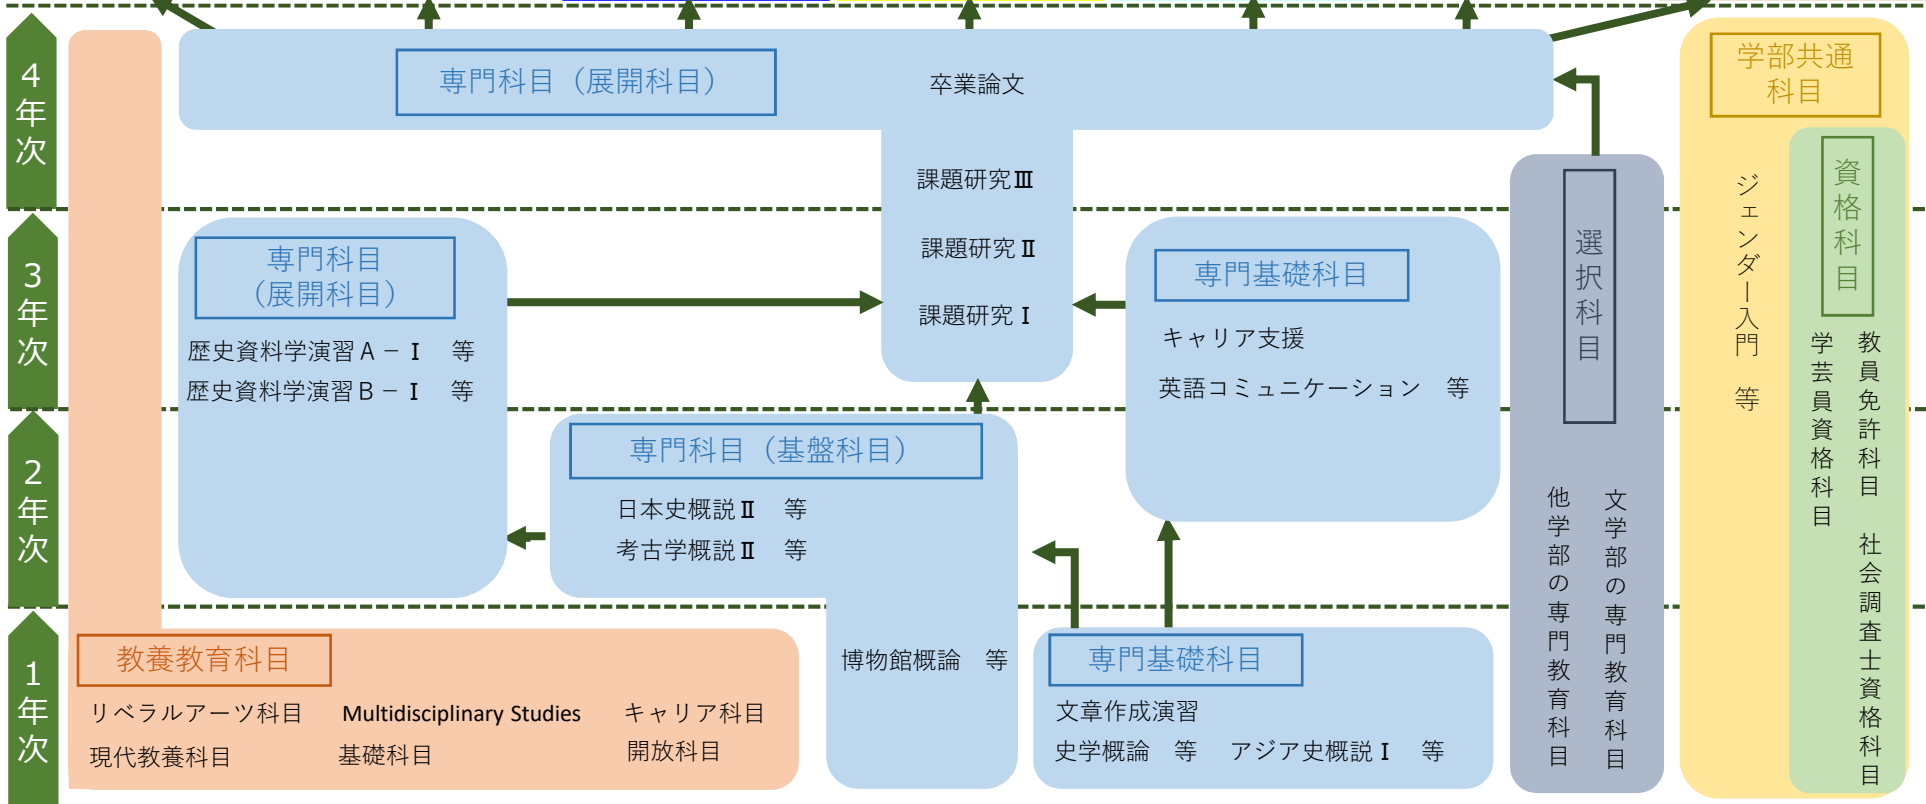 4年次
専門科目（展開科目）
卒業論文
学部共通
科目
課題研究Ⅲ
3年次
専門科目
（展開科目）
歴史資料学演習Ａ－Ⅰ　等
歴史資料学演習Ｂ－Ⅰ　等
課題研究Ⅱ
課題研究Ⅰ
専門基礎科目
キャリア支援
英語コミュニケーション　等
選択科目
文学部の専門教育科目
他学部の専門教育科目
ジェンダー入門　等
資格科目
教員免許科目　社会調査士資格科目
学芸員資格科目
2年次
専門科目（基盤科目）
日本史概説Ⅱ　等
考古学概説Ⅱ　等
1年次
教養教育科目
リベラルアーツ科目　Multidisciplinary Studies　キャリア科目
現代教養科目　基礎科目　開放科目
博物館概論　等
専門基礎科目
文章作成演習
史学概論　等　アジア史概説Ⅰ　等